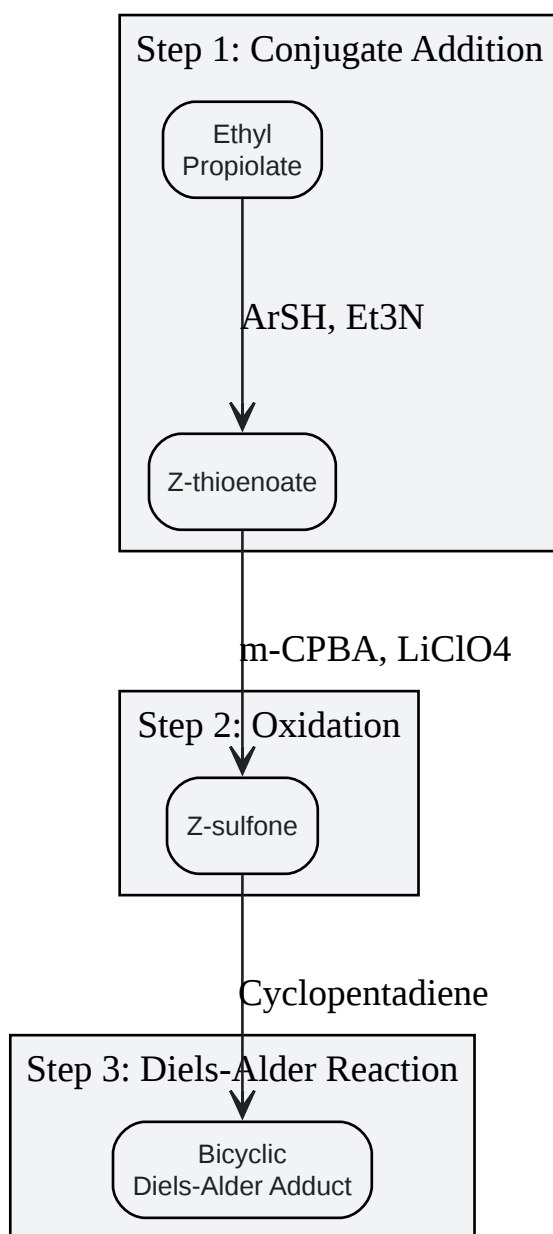 Step 1: Conjugate Addition
Ethyl
Propiolate
ArSH, Et3N
Z-thioenoate
m-CPBA, LiClO4
Step 2: Oxidation
Z-sulfone
Cyclopentadiene
Step 3: Diels-Alder Reaction
Bicyclic
Diels-Alder Adduct